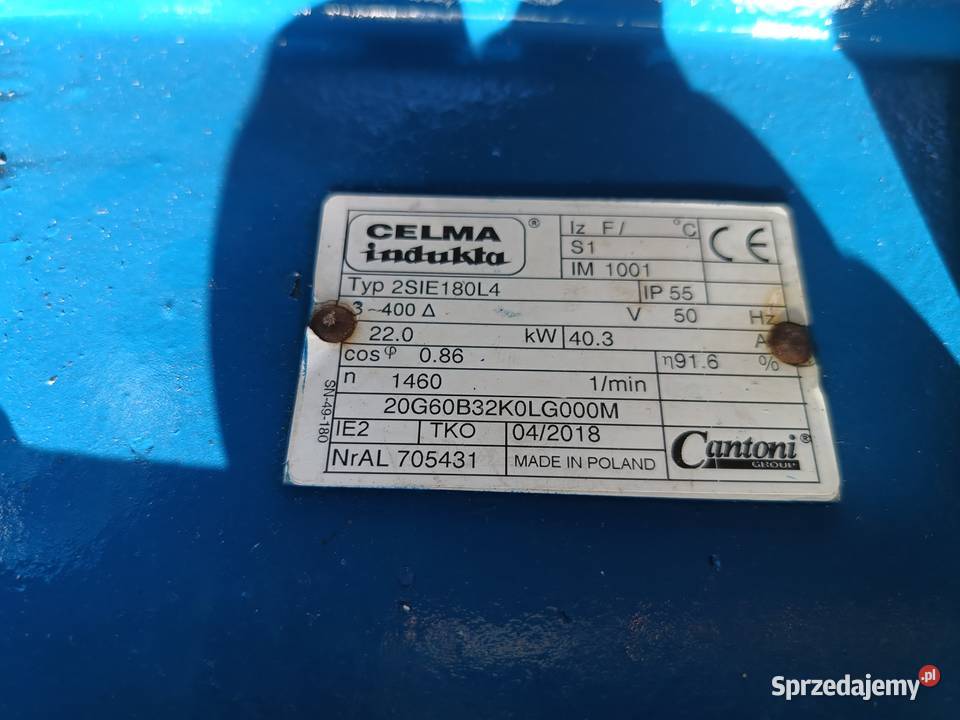 CELMA ®
indukta
Iz F/ °C
S1
IM 1001
CE
Typ 2SIE180L4 IP 55
3~400 Δ V 50 Hz
22.0 kW 40.3 A
cos φ 0.86 η91.6 %
n 1460 1/min
20G60B32K0LG000M
SN-49-180
IE2 TKO 04/2018
NrAL 705431 MADE IN POLAND
Cantoni ®
GROUP
Sprzedajemy.pl